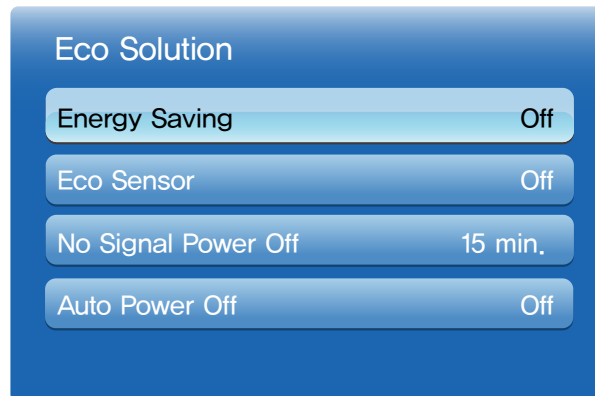 Eco Solution
Energy Saving Off
Eco Sensor Off
No Signal Power Off 15 min.
Auto Power Off Off